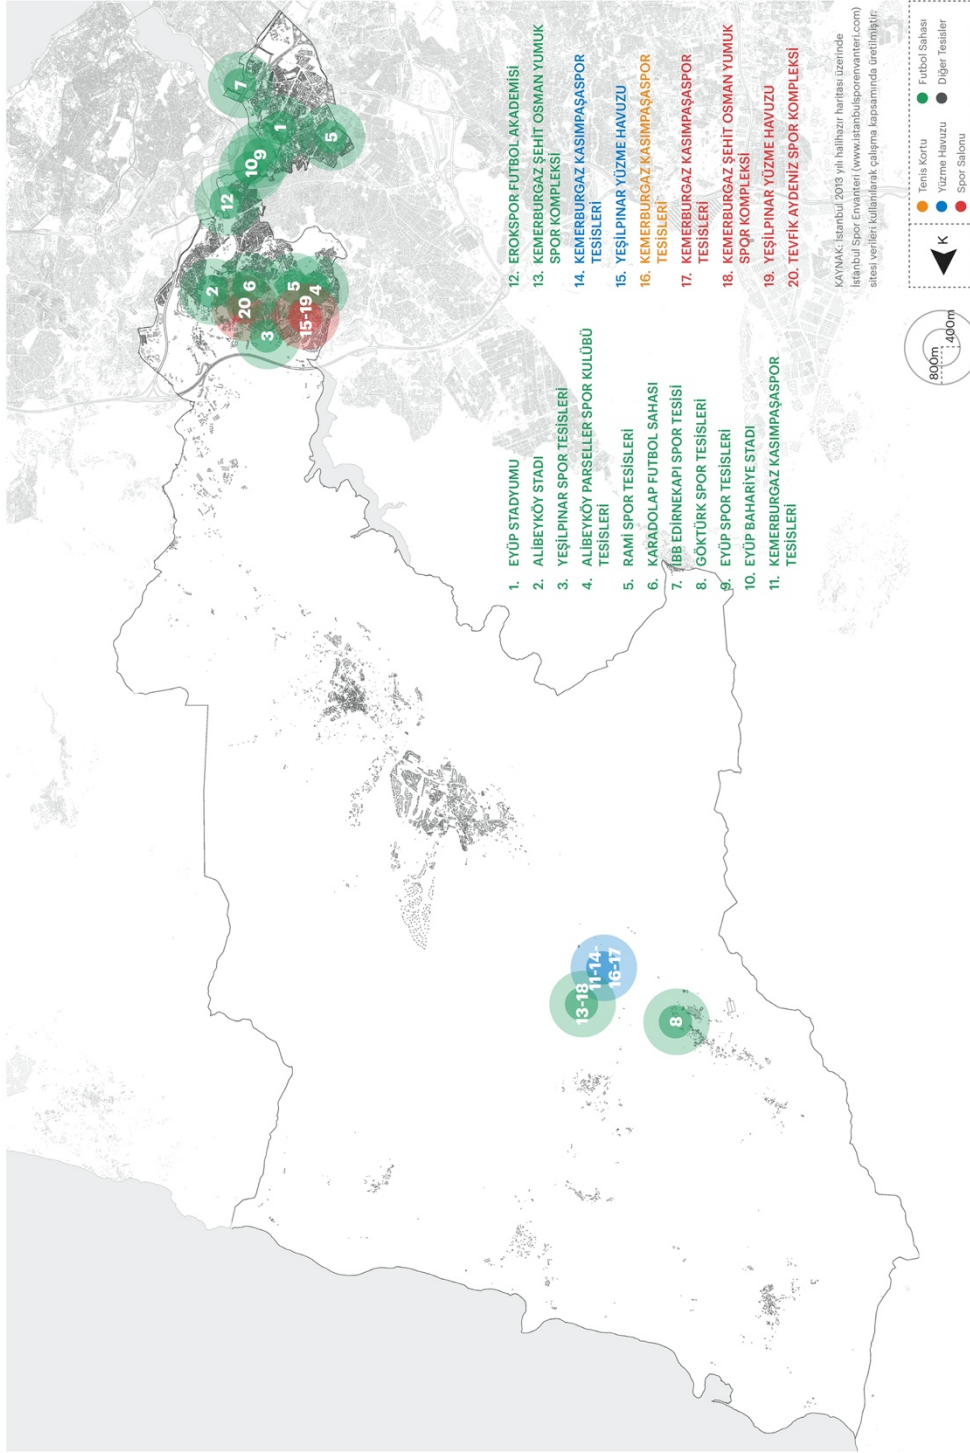 7
1
5
10
9
12
2
6
20
5
4
3
15-19
11-14-
16-17
13-18
8
1. EYÜP STADYUMU
2. ALİBEYKÖY STADI
3. YEŞİLPINAR SPOR TESİSLERİ
4. ALİBEYKÖY PARSELLER SPOR KULÜBÜ
TESİSLERİ
5. RAMİ SPOR TESİSLERİ
6. KARADOLAP FUTBOL SAHASI
7. İBB EDİRNEKAPI SPOR TESİSİ
8. GÖKTÜRK SPOR TESİSLERİ
9. EYÜP SPOR TESİSLERİ
10. EYÜP BAHARİYE STADI
11. KEMERBURGAZ KASIMPAŞASPOR
TESİSLERİ
12. EROKSPOR FUTBOL AKADEMİSİ
13. KEMERBURGAZ ŞEHİT OSMAN YUMUK
SPOR KOMPLEKSİ
14. KEMERBURGAZ KASIMPAŞASPOR
TESİSLERİ
15. YEŞİLPINAR YÜZME HAVUZU
16. KEMERBURGAZ KASIMPAŞASPOR
TESİSLERİ
17. KEMERBURGAZ KASIMPAŞASPOR
TESİSLERİ
18. KEMERBURGAZ ŞEHİT OSMAN YUMUK
SPOR KOMPLEKSİ
19. YEŞİLPINAR YÜZME HAVUZU
20. TEVFİK AYDENİZ SPOR KOMPLEKSİ
KAYNAK: İstanbul 2013 yılı halihazır haritası üzerinde
İstanbul Spor Envanteri (www.istanbulsporenvanteri.com)
sitesi verileri kullanılarak çalışma kapsamında üretilmiştir.
800m
400m
K
Tenis Kortu
Yüzme Havuzu
Spor Salonu
Futbol Sahası
Diğer Tesisler